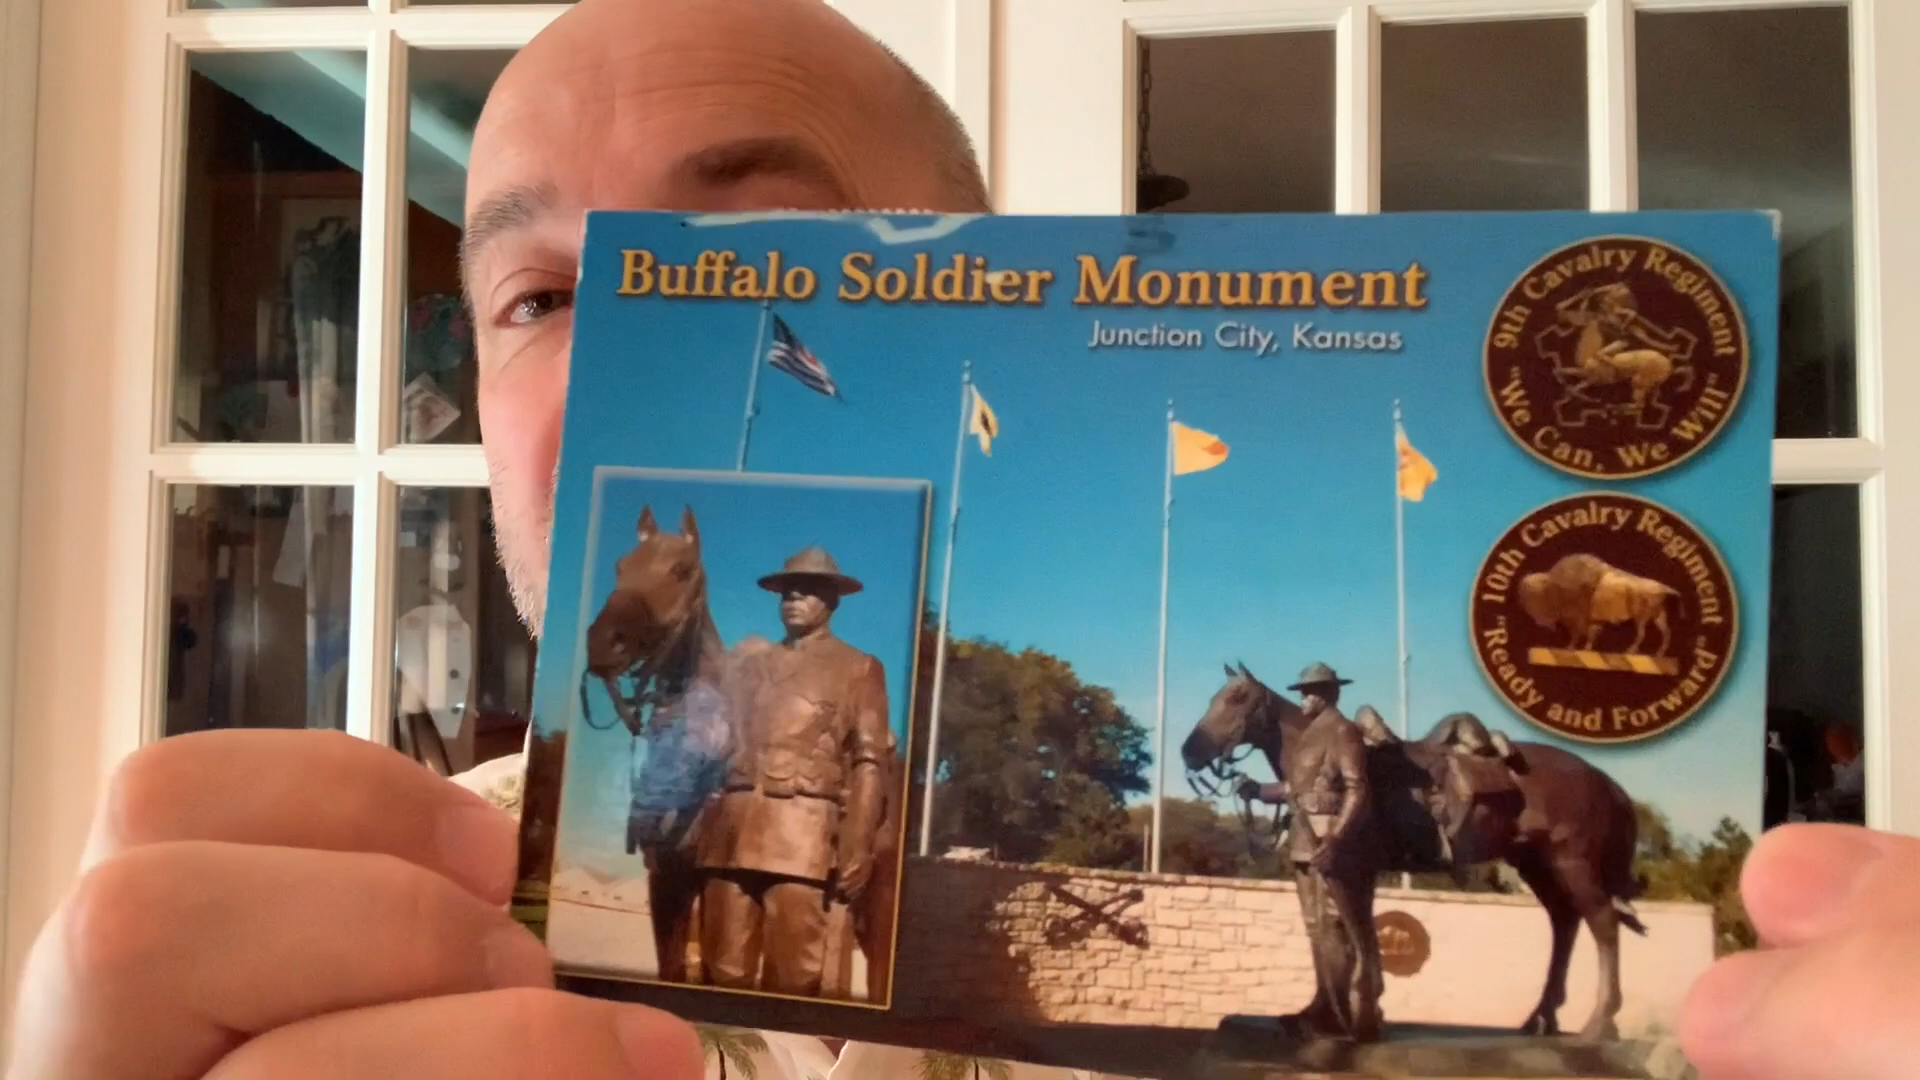 Buffalo Soldier Monument
Junction City, Kansas
9th Cavalry Regiment
"We Can, We Will"
10th Cavalry Regiment
"Ready and Forward"